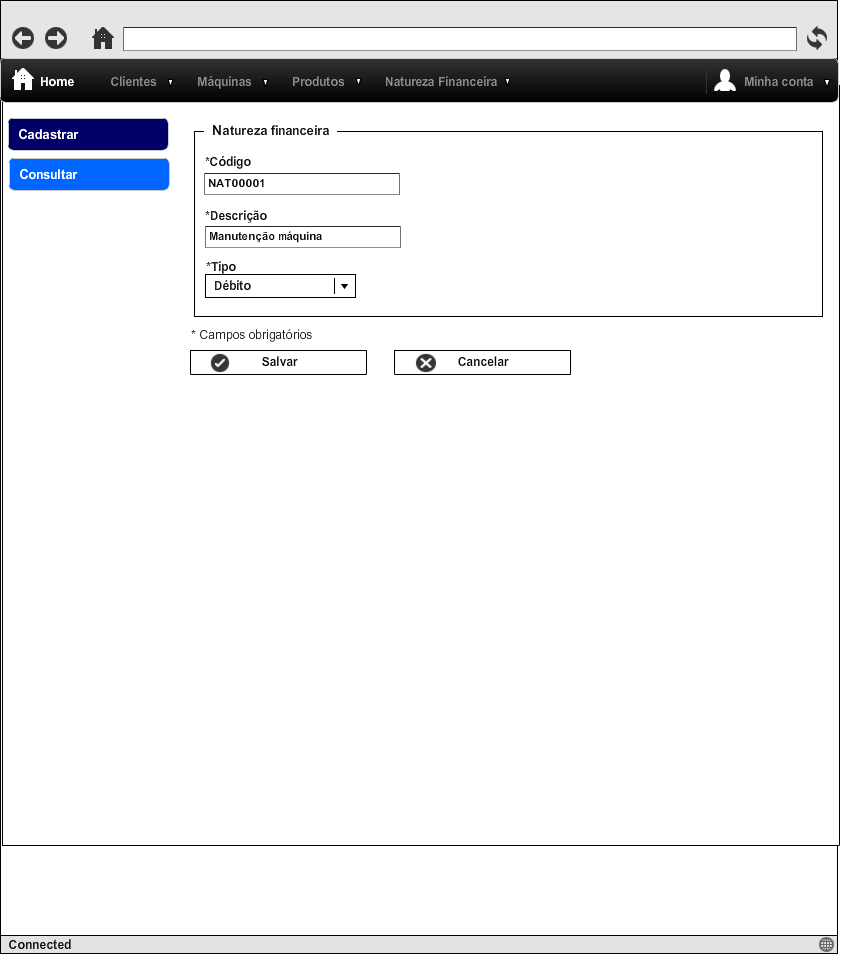 Home Clientes Máquinas Produtos Natureza Financeira Minha conta
Cadastrar
Consultar
Natureza financeira
*Código
NAT00001
*Descrição
Manutenção máquina
*Tipo
Débito
* Campos obrigatórios
Salvar Cancelar
Connected